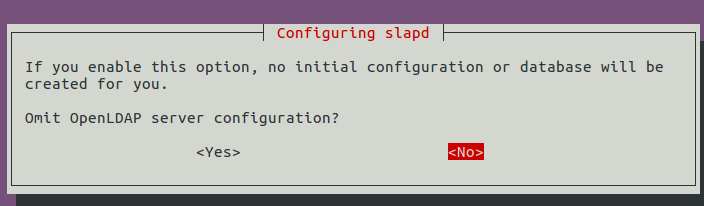 Configuring slapd
If you enable this option, no initial configuration or database will be
created for you.
Omit OpenLDAP server configuration?
<Yes> <No>